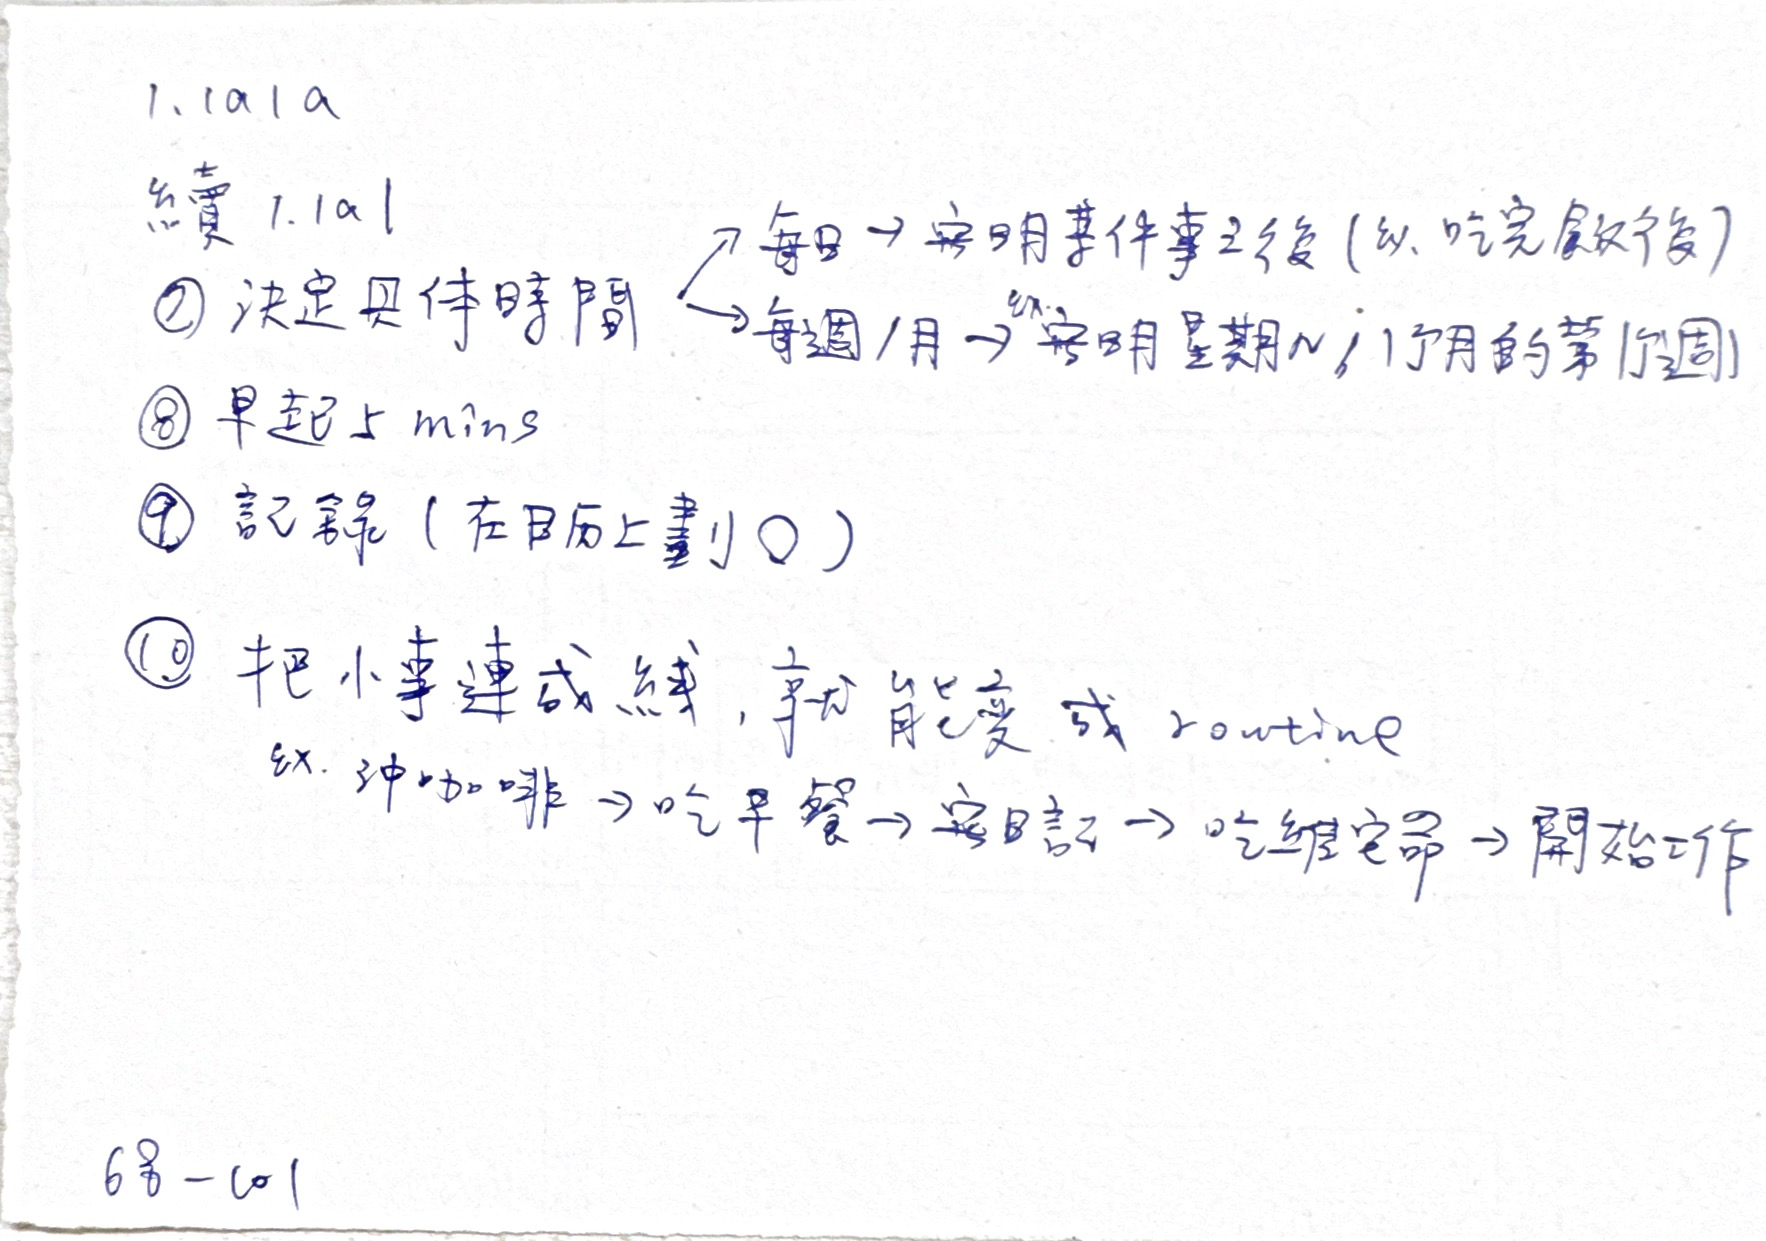 1.1a1a
續 1.1a1
⑦ 決定具体時間 ↗ 每日 → 寫明某件事之後 (ex. 吃完飯後)
↘ 每週/月 → ex. 寫明星期N, 1个月的第1个週
⑧ 早起5 mins
⑨ 記錄 (在日历上劃〇)
⑩ 把小事連成綫, 就能變成 routine
ex. 沖咖啡 → 吃早餐 → 寫日記 → 吃維它命 → 開始工作
68-101